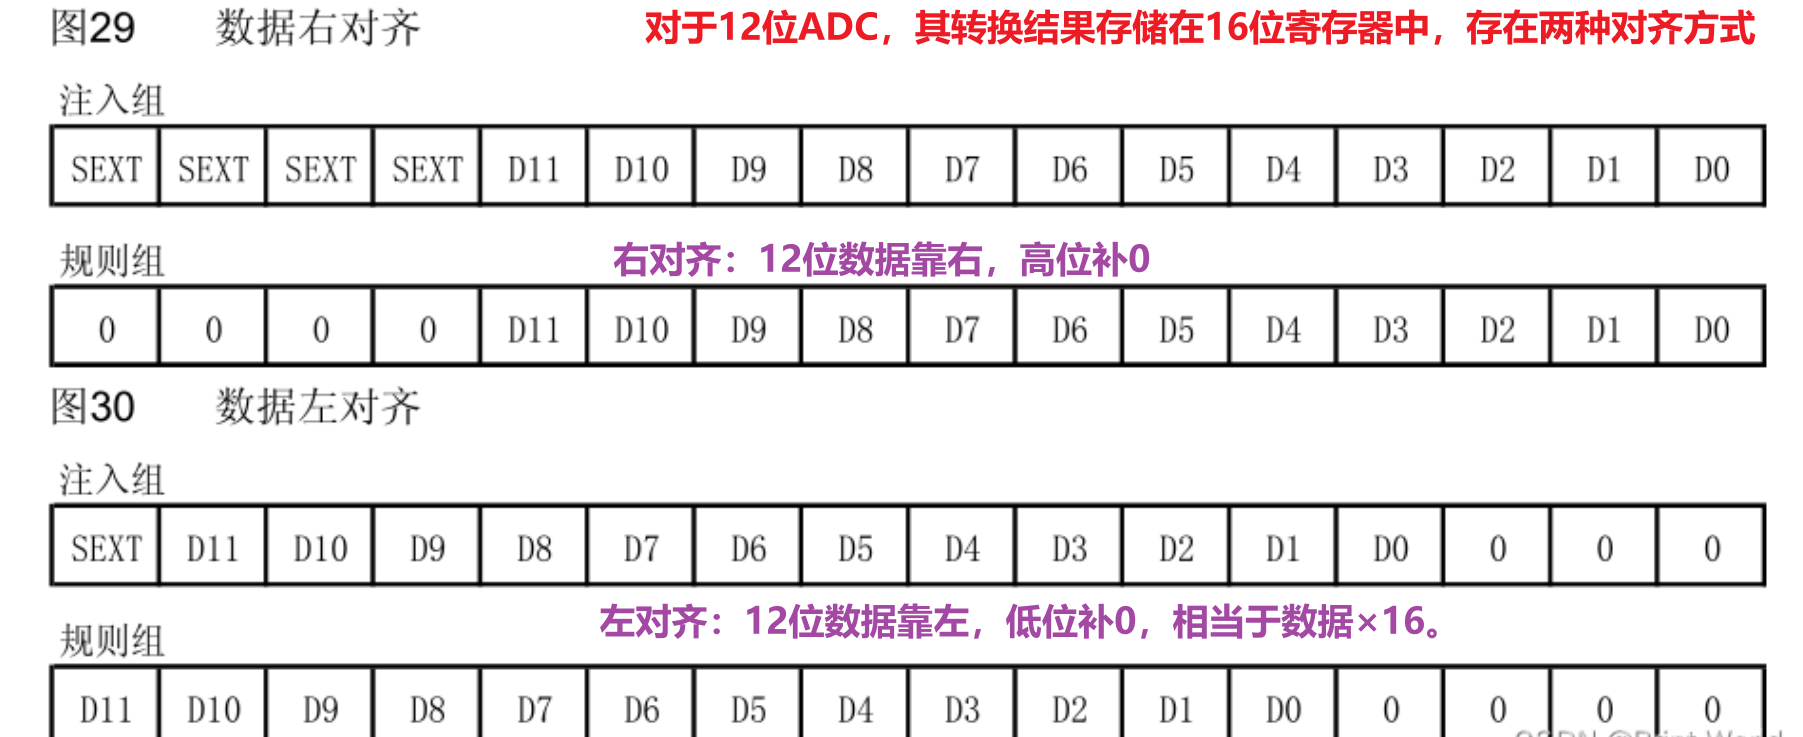 图29 数据右对齐 对于12位ADC，其转换结果存储在16位寄存器中，存在两种对齐方式
注入组
SEXT SEXT SEXT SEXT D11 D10 D9 D8 D7 D6 D5 D4 D3 D2 D1 D0
规则组 右对齐：12位数据靠右，高位补0
0 0 0 0 D11 D10 D9 D8 D7 D6 D5 D4 D3 D2 D1 D0
图30 数据左对齐
注入组
SEXT D11 D10 D9 D8 D7 D6 D5 D4 D3 D2 D1 D0 0 0 0
左对齐：12位数据靠左，低位补0，相当于数据×16。
规则组
D11 D10 D9 D8 D7 D6 D5 D4 D3 D2 D1 D0 0 0 0 0